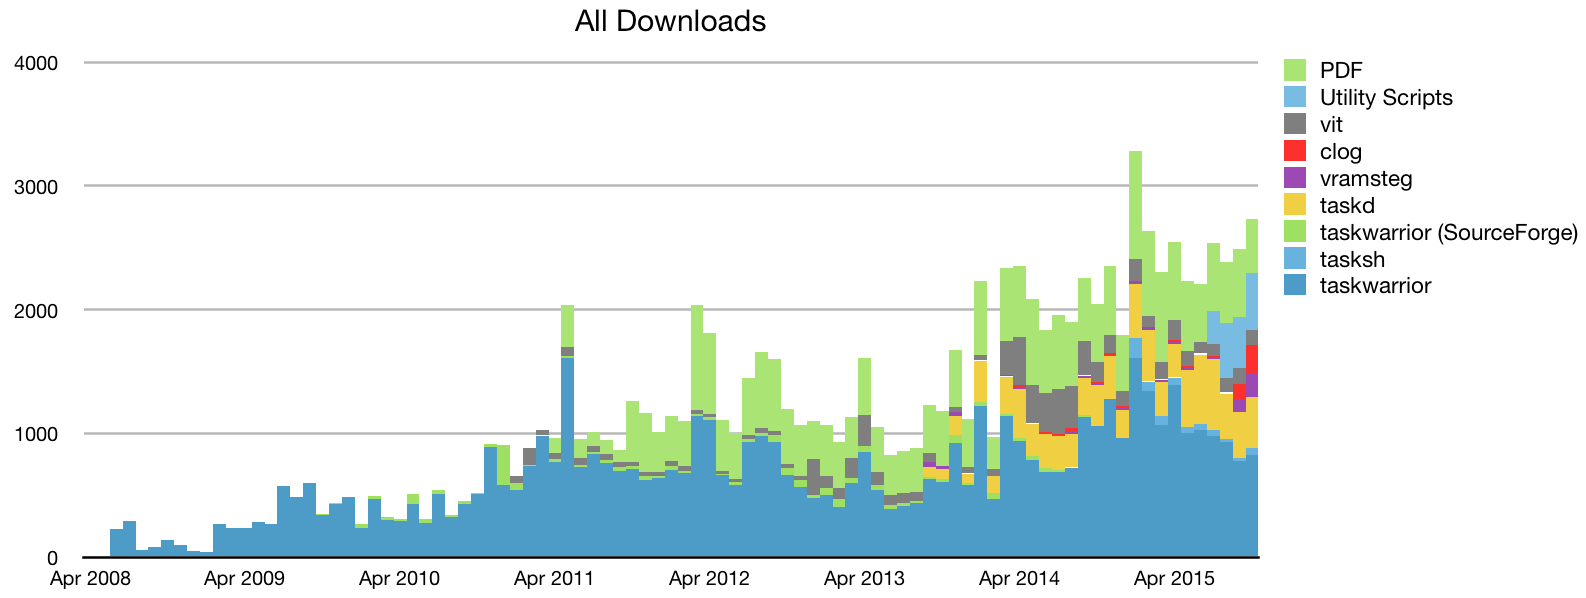 All Downloads
4000
3000
2000
1000
0
Apr 2008 Apr 2009 Apr 2010 Apr 2011 Apr 2012 Apr 2013 Apr 2014 Apr 2015
PDF
Utility Scripts
vit
clog
vramsteg
taskd
taskwarrior (SourceForge)
tasksh
taskwarrior